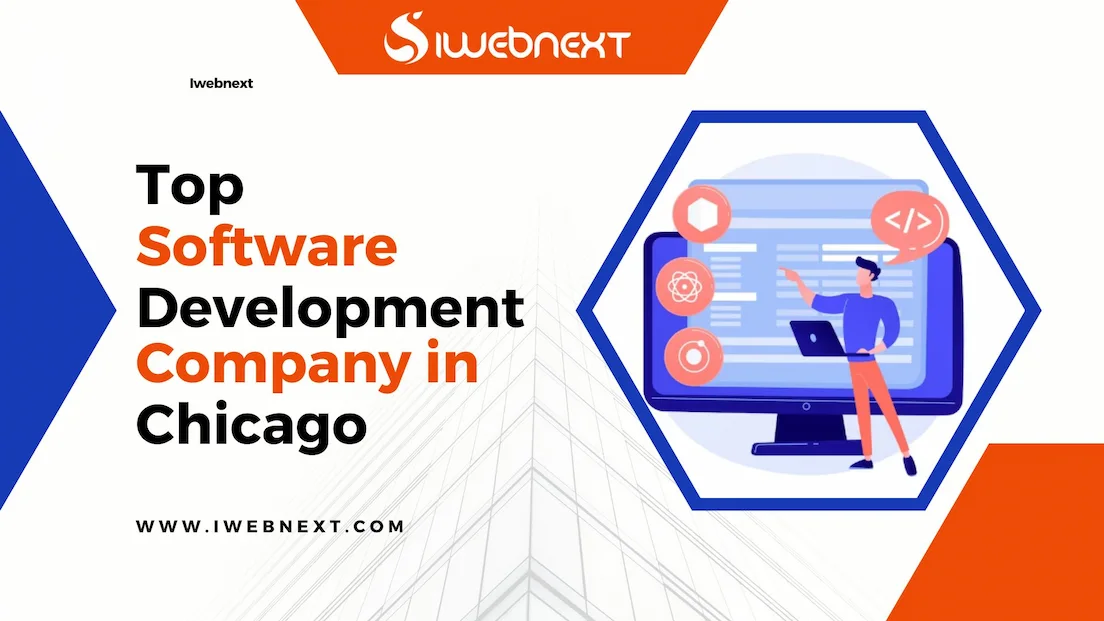 IWEBNEXT
Iwebnext
Top
Software
Development
Company in
Chicago
WWW.IWEBNEXT.COM
</>